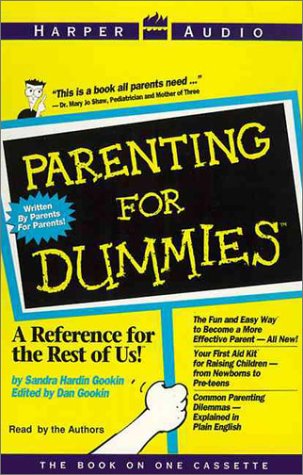 HARPER AUDIO
"This is a book all parents need ..."
– Dr. Mary Jo Shaw, Pediatrician and Mother of Three
PARENTING
FOR
DUMMIES™
Written
By Parents
For Parents!
A Reference for
the Rest of Us!™
by Sandra Hardin Gookin
Edited by Dan Gookin
Read by the Authors
The Fun and Easy Way™
to Become a More
Effective Parent — All New!
Your First Aid Kit™
for Raising Children —
from Newborns to
Pre-teens
Common Parenting
Dilemmas —
Explained in
Plain English
THE BOOK ON ONE CASSETTE